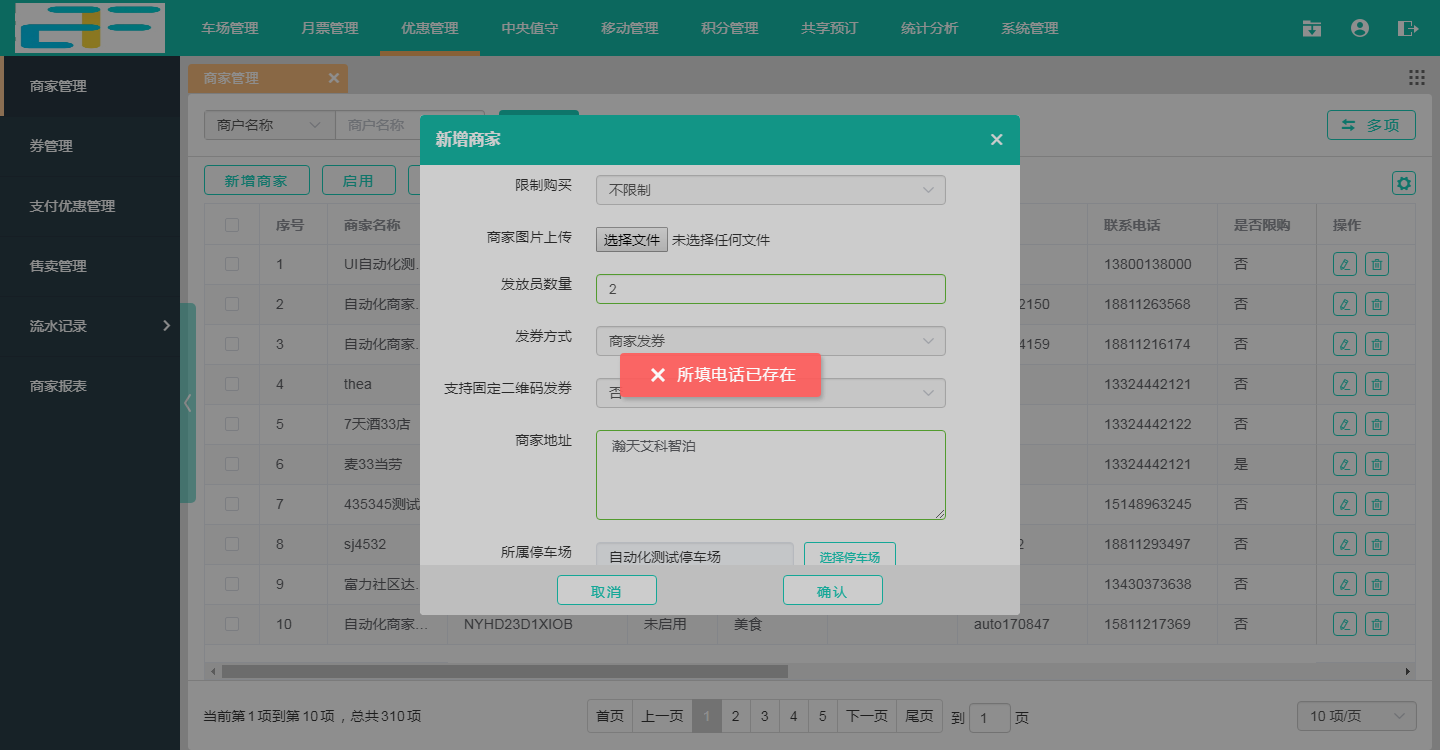 车场管理 月票管理 优惠管理 中央值守 移动管理 积分管理 共享预订 统计分析 系统管理
商家管理
券管理
支付优惠管理
售卖管理
流水记录
商家报表
商家管理
商户名称 商户名称
多项
新增商家 启用
序号 商家名称 联系电话 是否限购 操作
1 UI自动化测. 13800138000 否
2 自动化商家. 2150 18811263568 否
3 自动化商家. 4159 18811216174 否
4 thea 13324442121 否
5 7天酒33店 13324442122 否
6 麦33当劳 13324442121 是
7 435345测试 15148963245 否
8 sj4532 2 18811293497 否
9 富力社区达. 13430373638 否
10 自动化商家... NYHD23D1XIOB 未启用 美食 auto170847 15811217369 否
当前第1项到第10项，总共310项
首页 上一页 1 2 3 4 5 下一页 尾页 到 1 页
10 项/页
新增商家
限制购买 不限制
商家图片上传 选择文件 未选择任何文件
发放员数量 2
发券方式 商家发券
所填电话已存在
支持固定二维码发券 否
商家地址 瀚天艾科智泊
所属停车场 自动化测试停车场 选择停车场
取消 确认